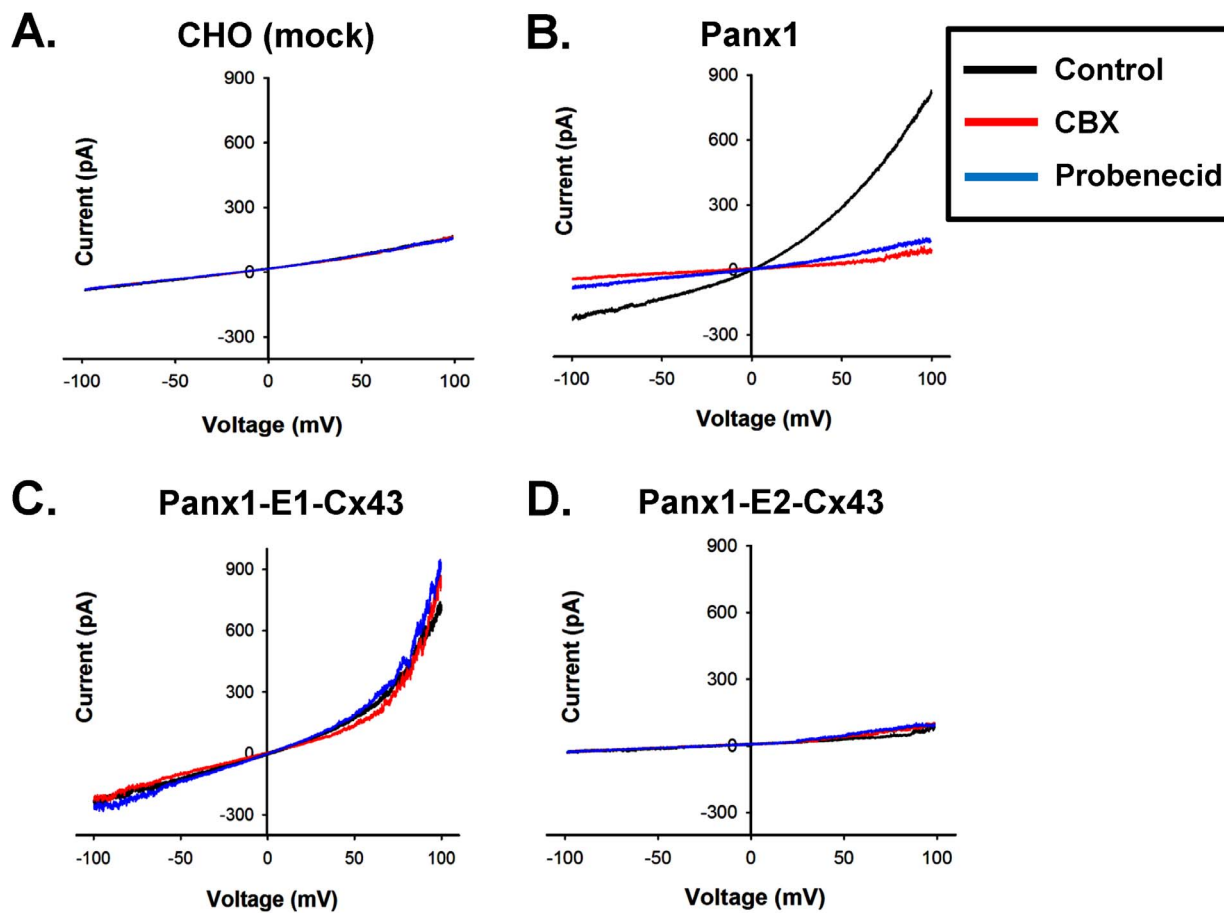 A.
CHO (mock)
900
600
300
0
-300
Current (pA)
-100
-50
0
50
100
Voltage (mV)
B.
Panx1
900
600
300
0
-300
Current (pA)
-100
-50
0
50
100
Voltage (mV)
Control
CBX
Probenecid
C.
Panx1-E1-Cx43
900
600
300
0
-300
Current (pA)
-100
-50
0
50
100
Voltage (mV)
D.
Panx1-E2-Cx43
900
600
300
0
-300
Current (pA)
-100
-50
0
50
100
Voltage (mV)